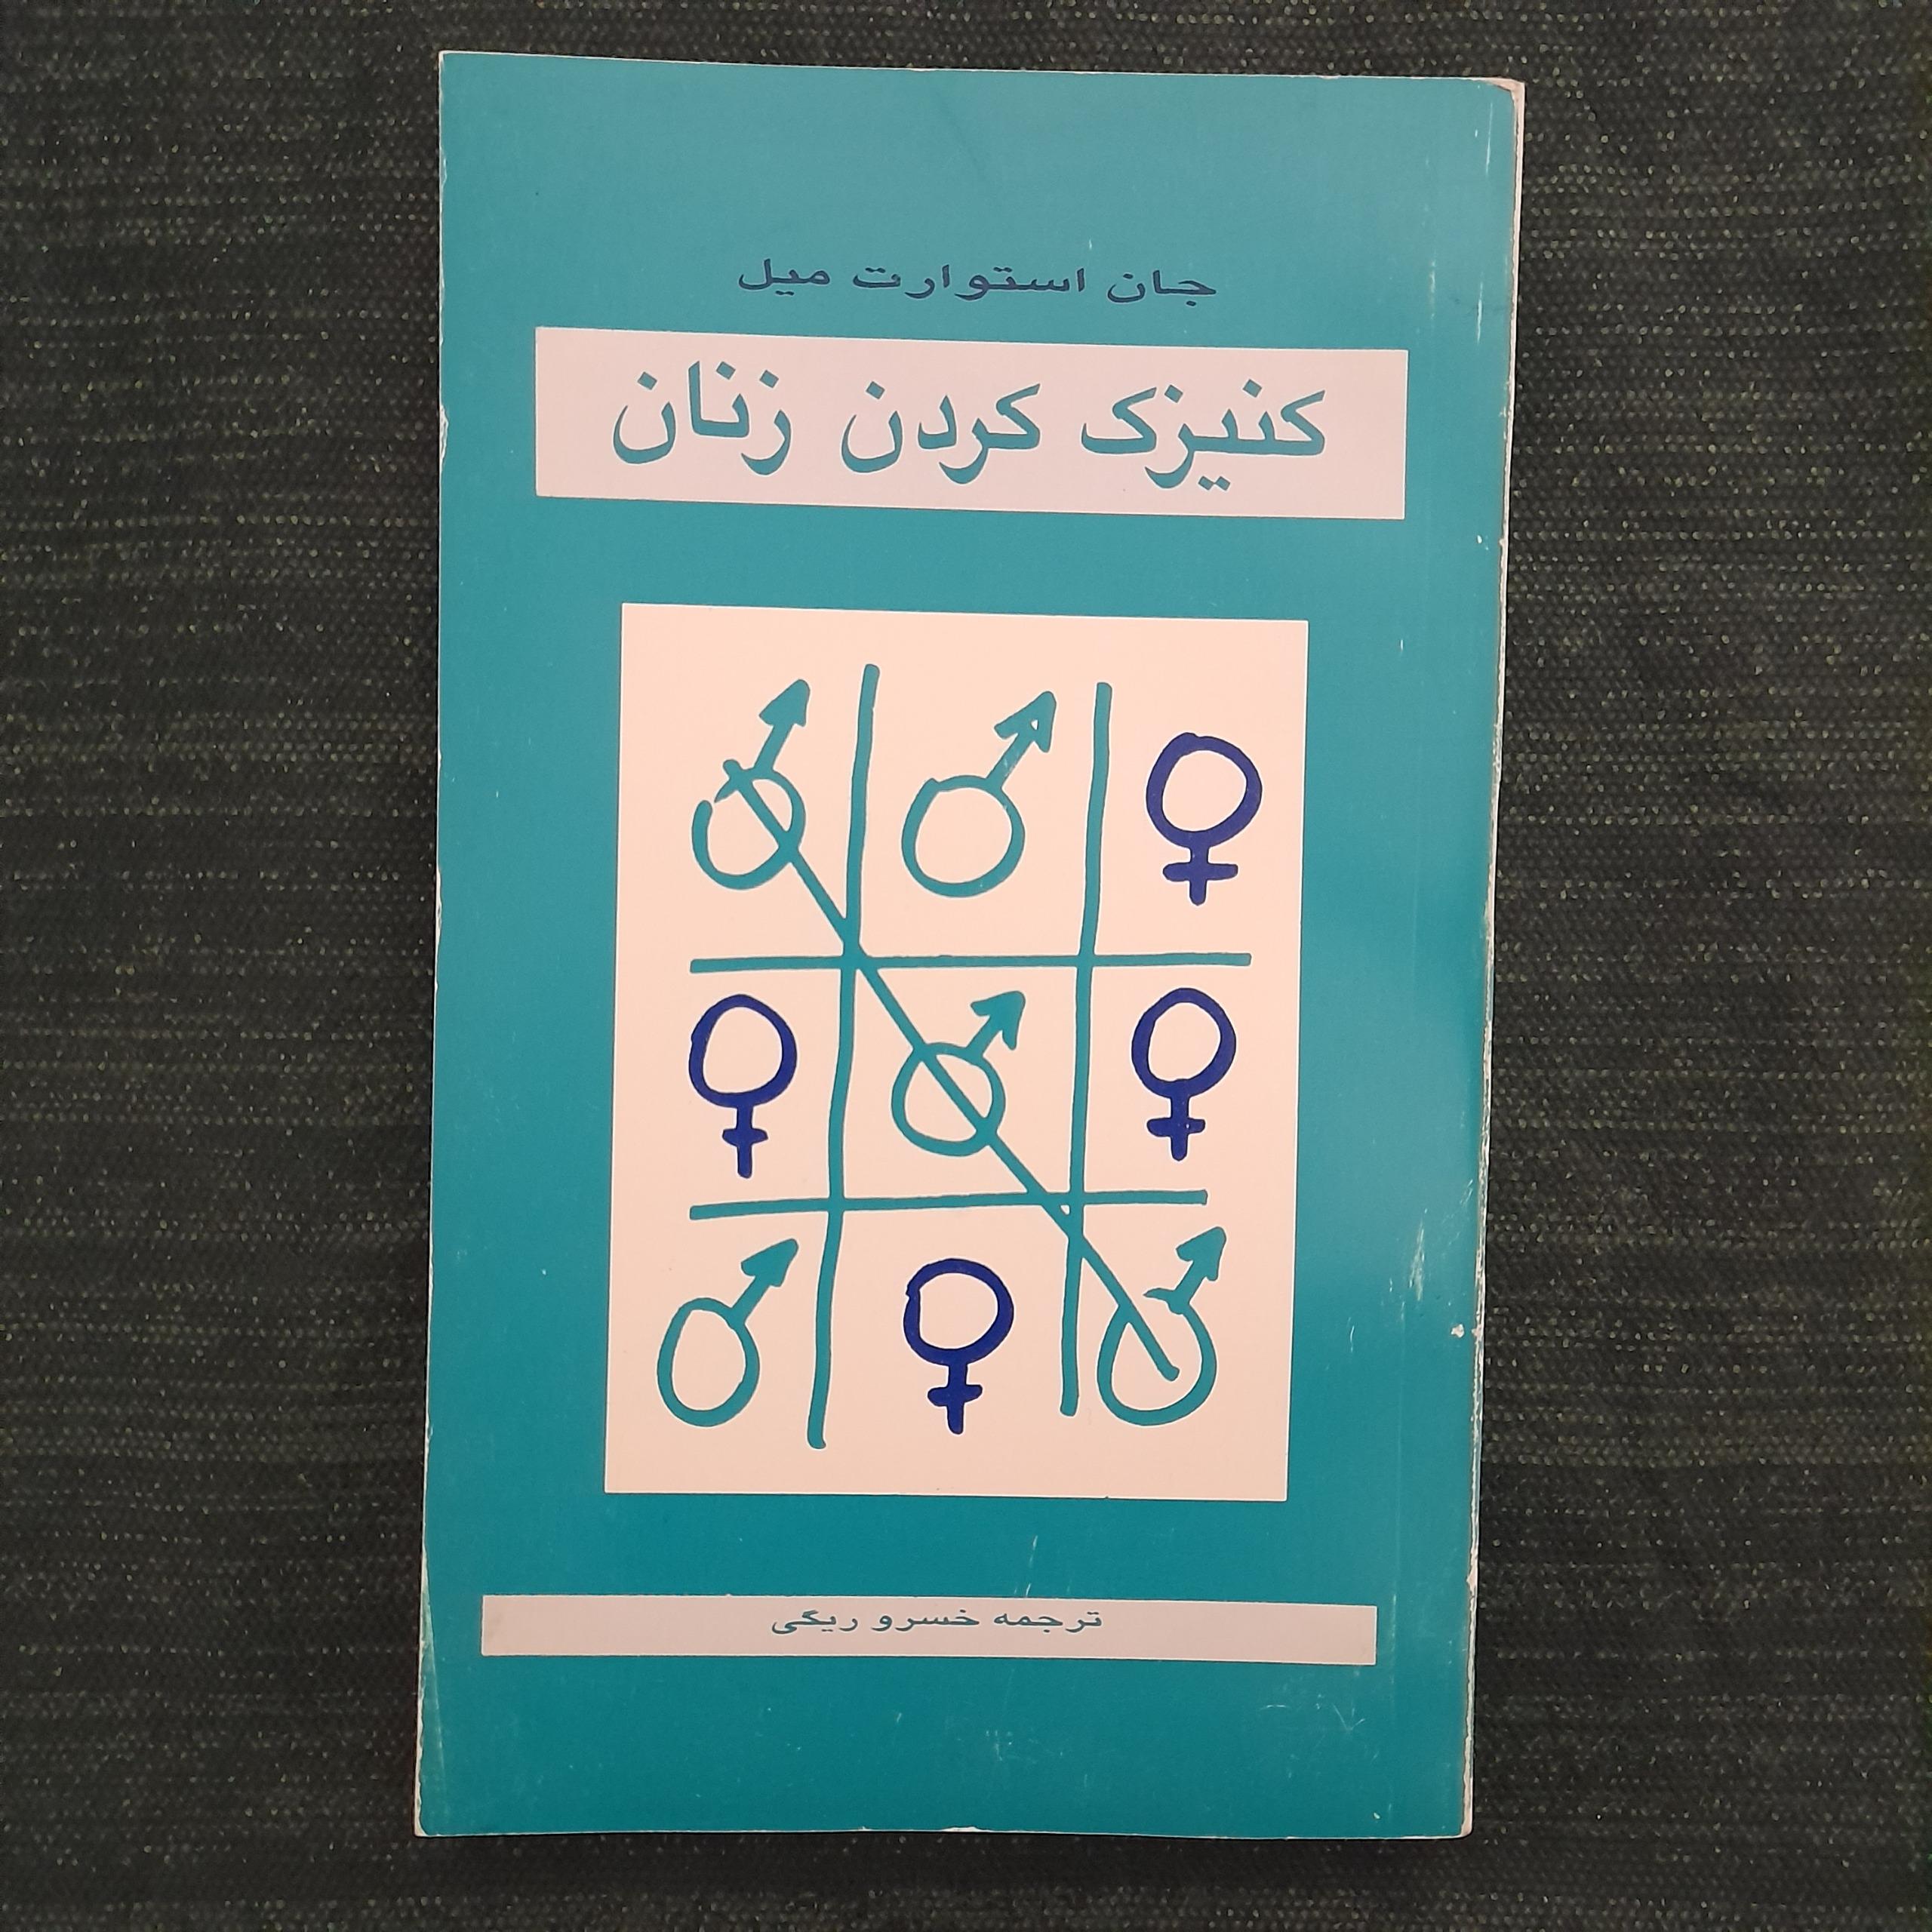 جان استوارت میل
کنیزک کردن زنان
ترجمه خسرو ریگی